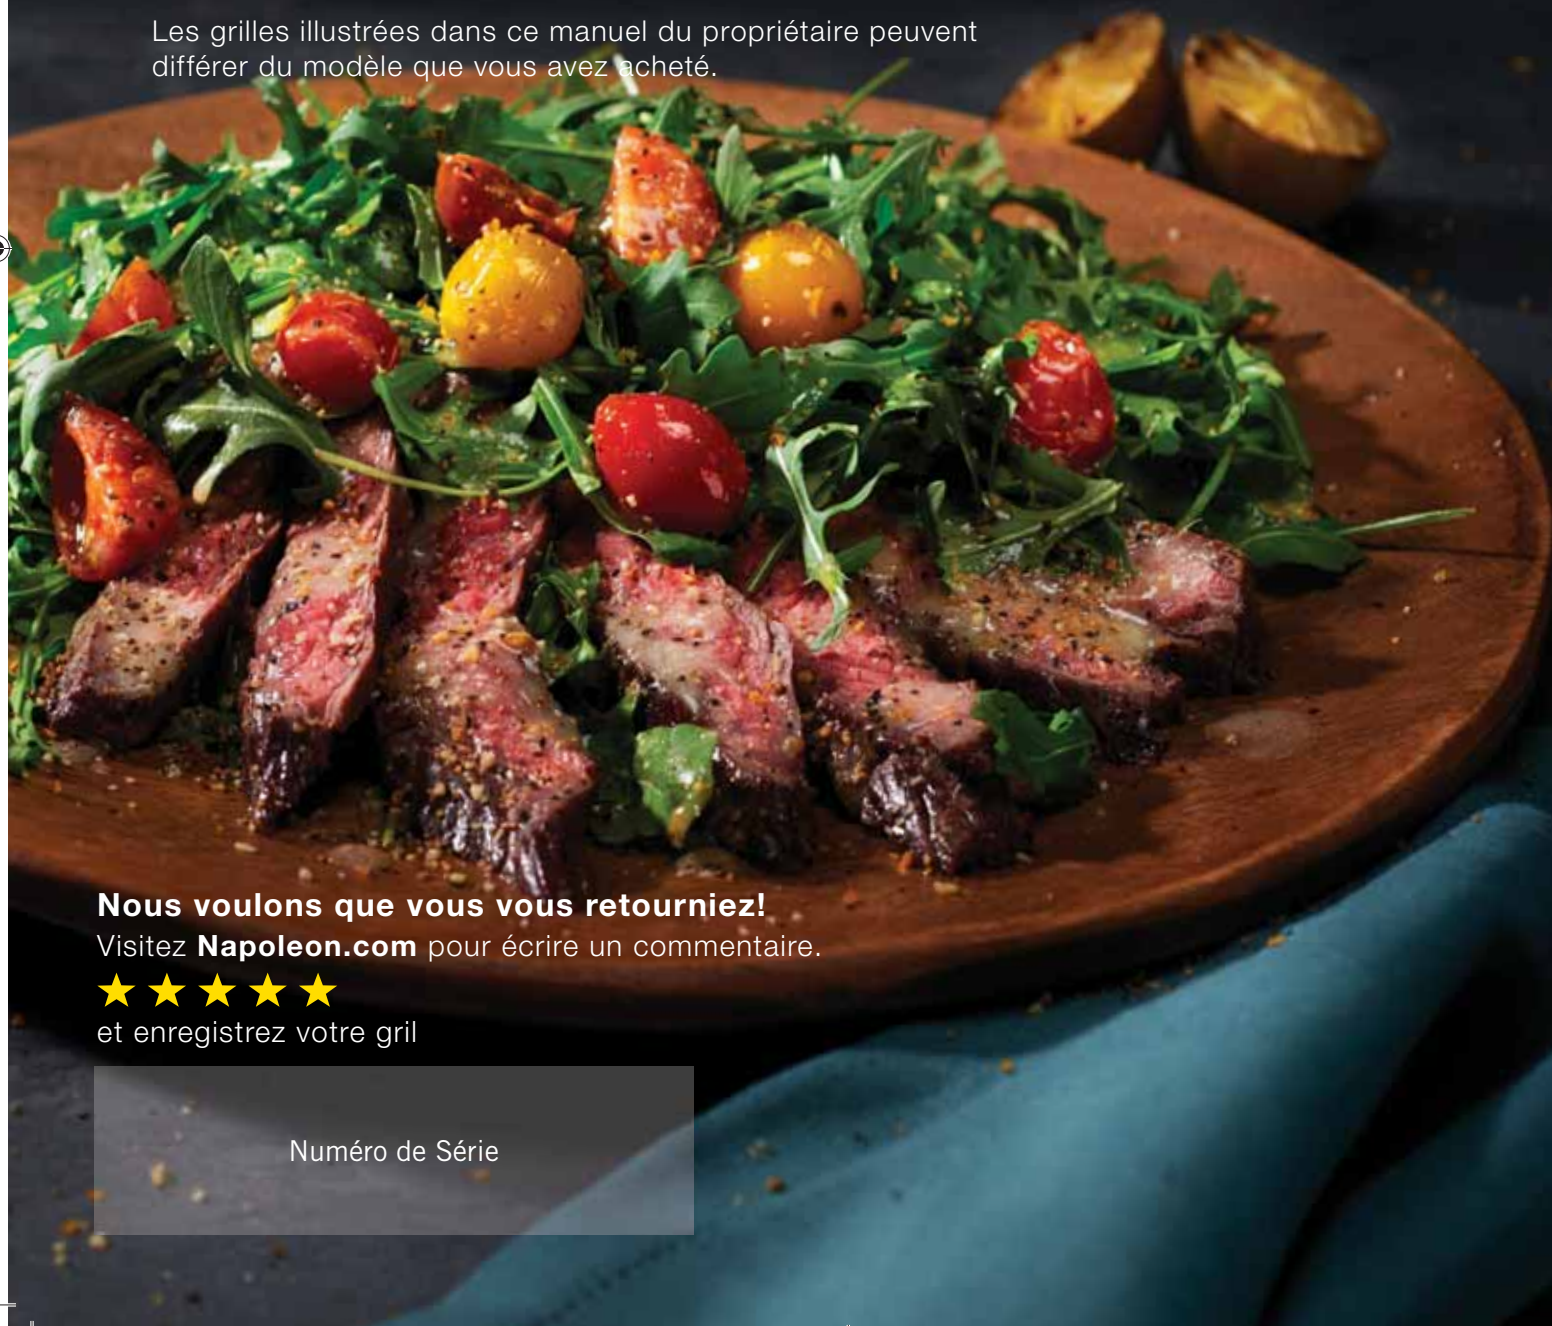 Les grilles illustrées dans ce manuel du propriétaire peuvent
différer du modèle que vous avez acheté.
Nous voulons que vous vous retourniez!
Visitez Napoleon.com pour écrire un commentaire.
et enregistrez votre gril
Numéro de Série